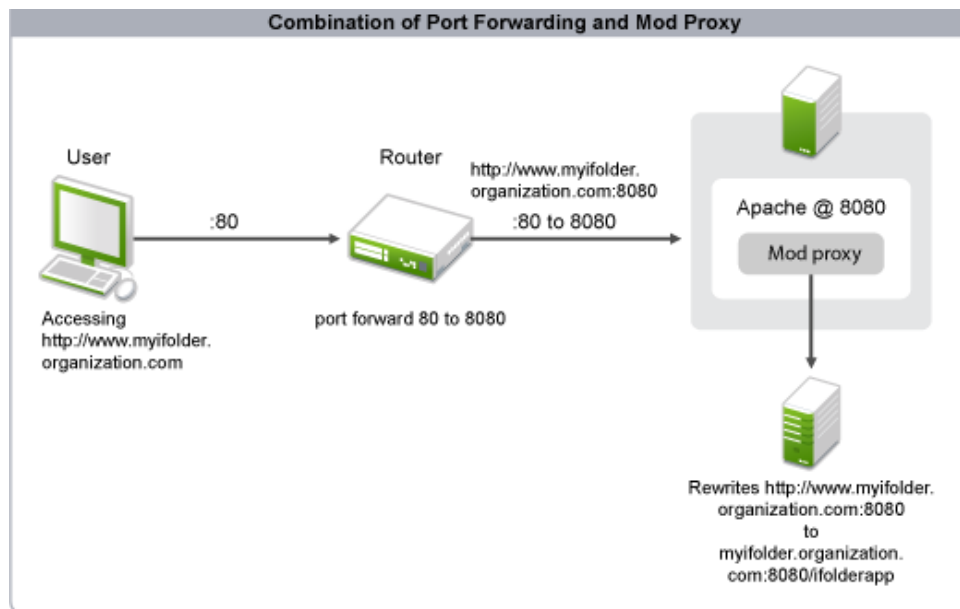 Combination of Port Forwarding and Mod Proxy
User
:80
Accessing
http://www.myifolder.
organization.com
Router
port forward 80 to 8080
http://www.myifolder.
organization.com:8080
:80 to 8080
Apache @ 8080
Mod proxy
Rewrites http://www.myifolder.
organization.com:8080
to
myifolder.organization.
com:8080/ifolderapp